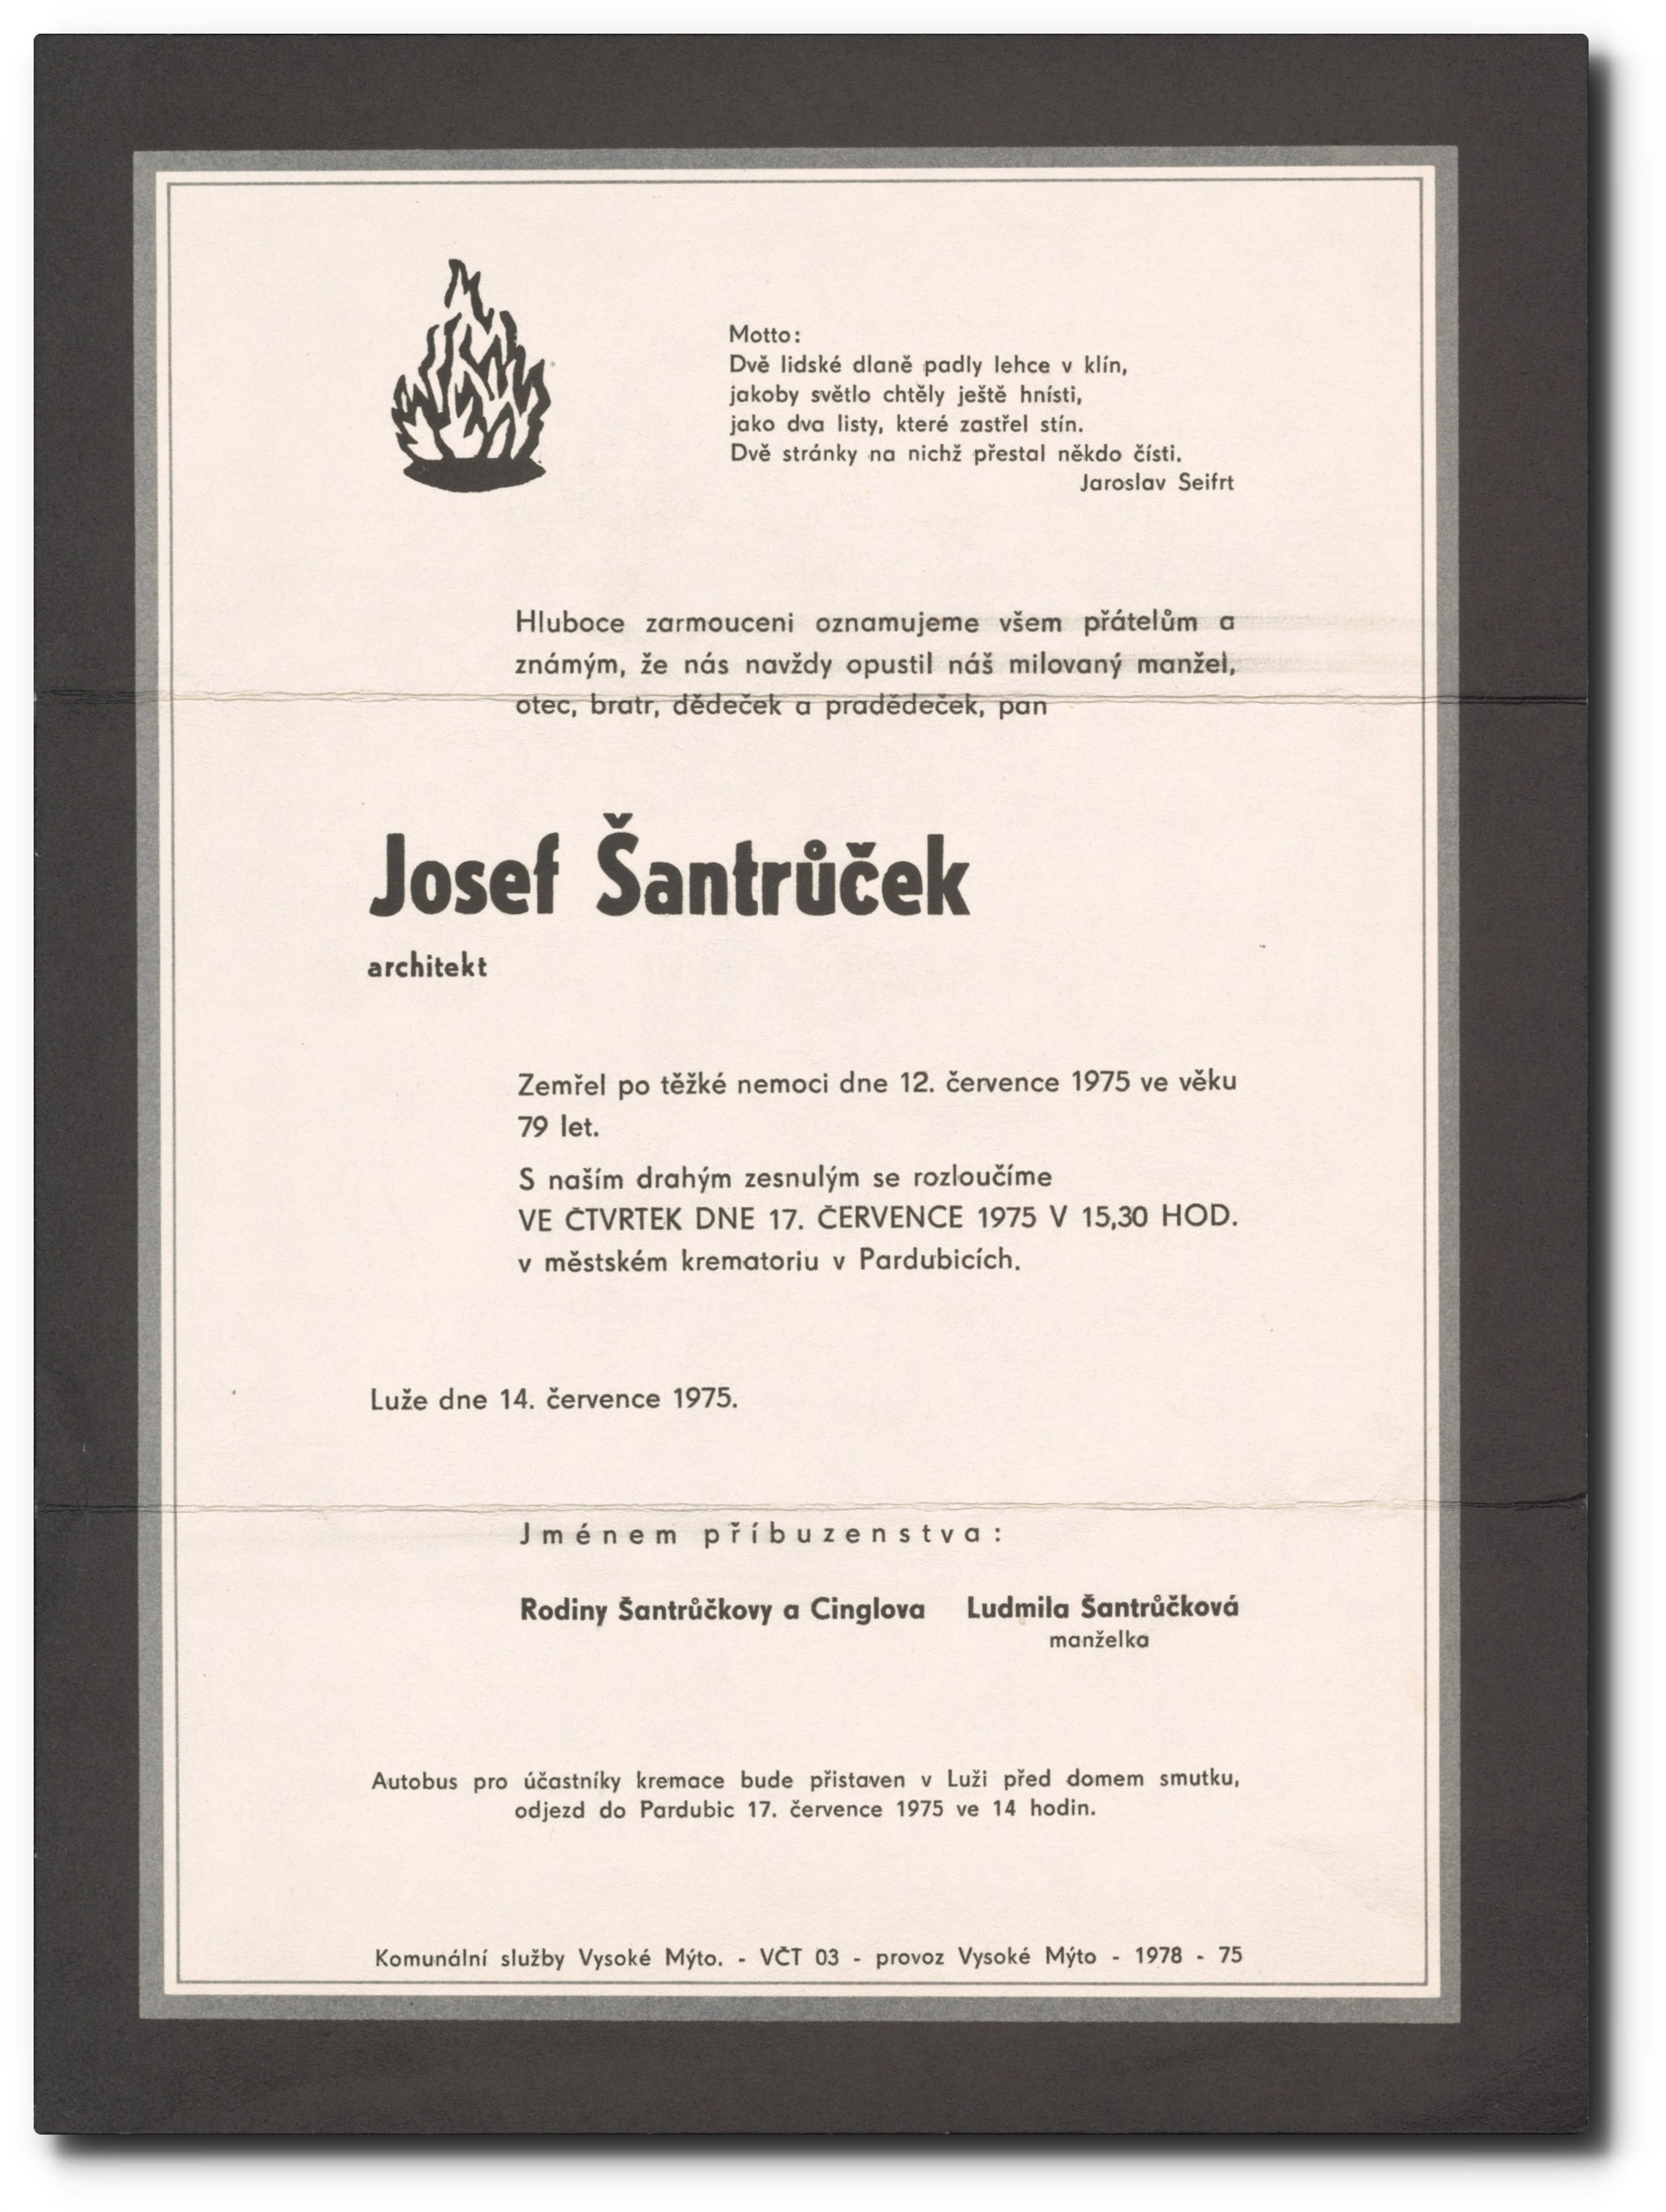 Motto:
Dvě lidské dlaně padly lehce v klín,
jakoby světlo chtěly ještě hnísti,
jako dva listy, které zastřel stín.
Dvě stránky na nichž přestal někdo čísti.
Jaroslav Seifrt
Hluboce zarmouceni oznamujeme všem přátelům a
známým, že nás navždy opustil náš milovaný manžel,
otec, bratr, dědeček a pradědeček, pan
Josef Šantrůček
architekt
Zemřel po těžké nemoci dne 12. července 1975 ve věku
79 let.
S naším drahým zesnulým se rozloučíme
VE ČTVRTEK DNE 17. ČERVENCE 1975 V 15,30 HOD.
v městském krematoriu v Pardubicích.
Luže dne 14. července 1975.
Jménem příbuzenstva:
Rodiny Šantrůčkovy a Cinglova Ludmila Šantrůčková
manželka
Autobus pro účastníky kremace bude přistaven v Luži před domem smutku,
odjezd do Pardubic 17. července 1975 ve 14 hodin.
Komunální služby Vysoké Mýto. - VČT 03 - provoz Vysoké Mýto - 1978 - 75